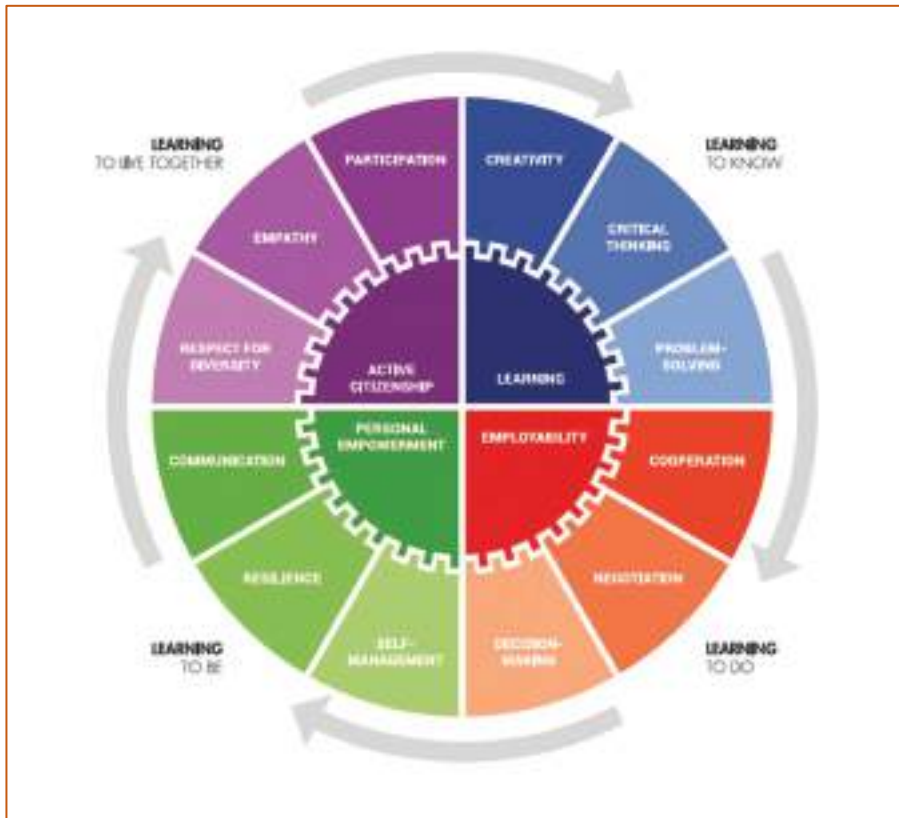 LEARNING
TO LIVE TOGETHER
PARTICIPATION
CREATIVITY
LEARNING
TO KNOW
EMPATHY
CRITICAL
THINKING
RESPECT FOR
DIVERSITY
ACTIVE
CITIZENSHIP
LEARNING
PROBLEM-
SOLVING
COMMUNICATION
PERSONAL
EMPOWERMENT
EMPLOYABILITY
COOPERATION
RESILIENCE
NEGOTIATION
SELF-
MANAGEMENT
DECISION-
MAKING
LEARNING
TO BE
LEARNING
TO DO